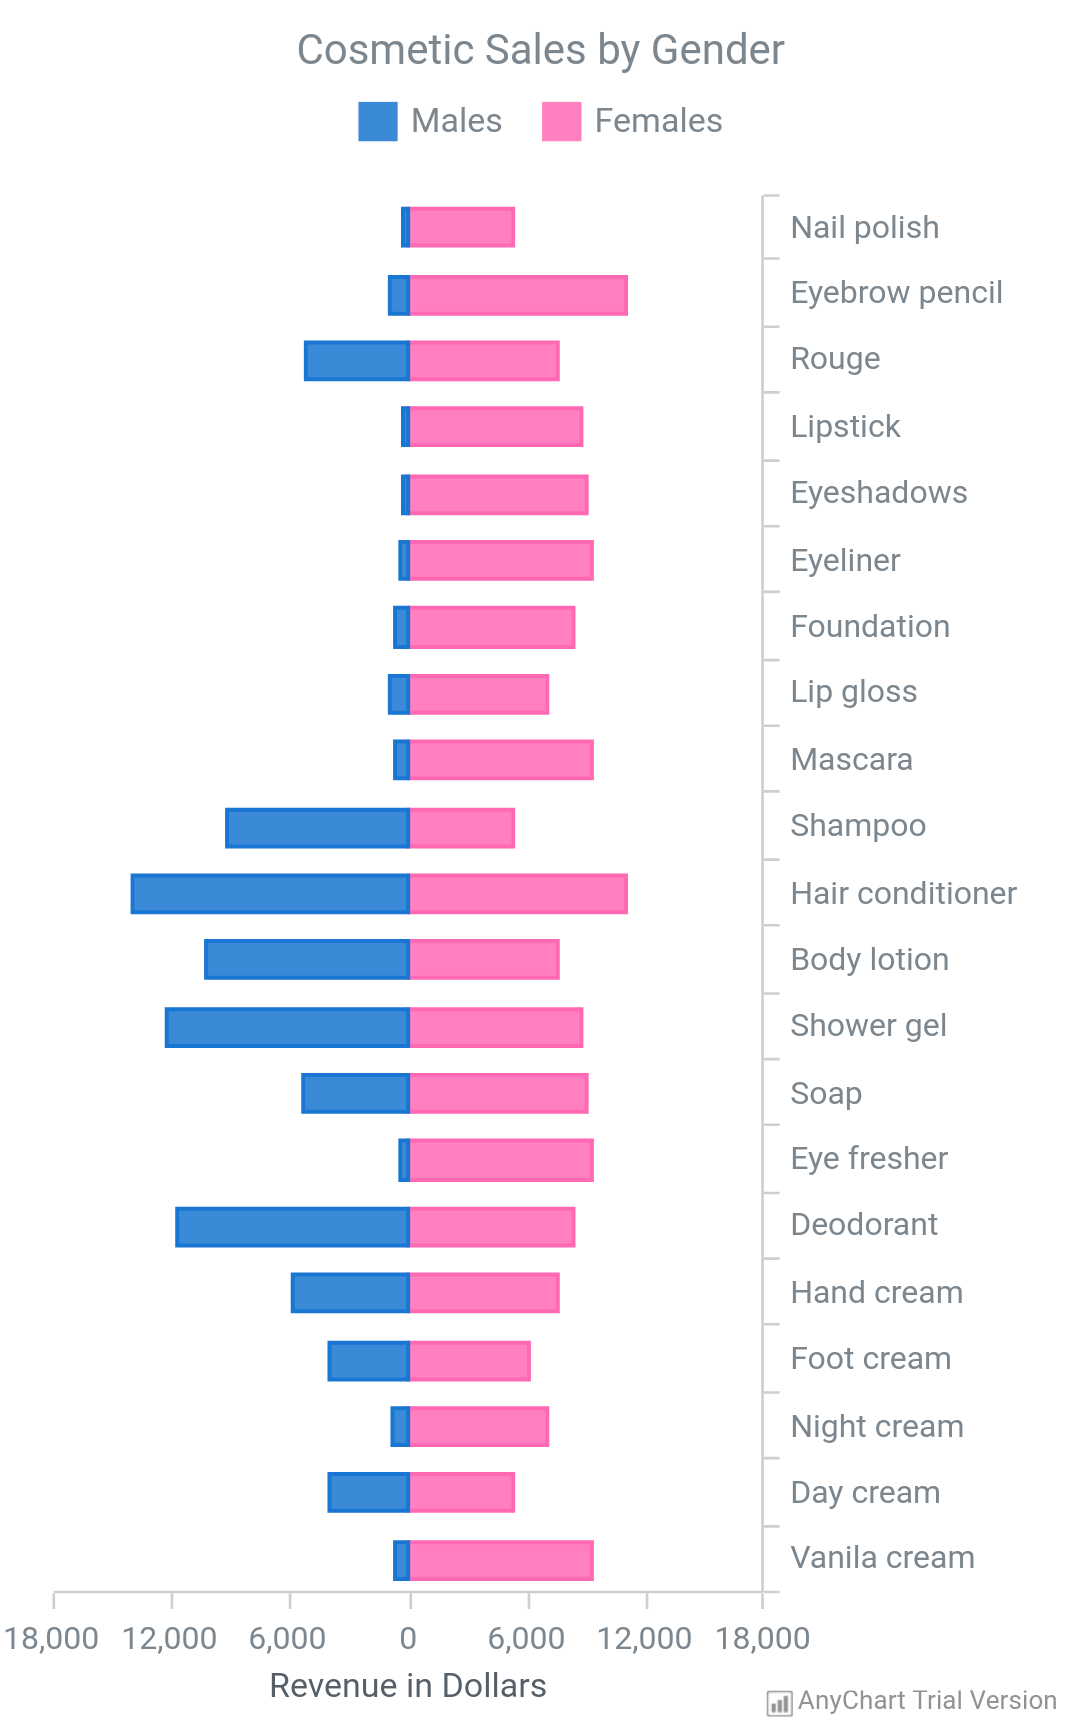 Cosmetic Sales by Gender
Males Females
Nail polish
Eyebrow pencil
Rouge
Lipstick
Eyeshadows
Eyeliner
Foundation
Lip gloss
Mascara
Shampoo
Hair conditioner
Body lotion
Shower gel
Soap
Eye fresher
Deodorant
Hand cream
Foot cream
Night cream
Day cream
Vanila cream
18,000 12,000 6,000 0 6,000 12,000 18,000
Revenue in Dollars
AnyChart Trial Version